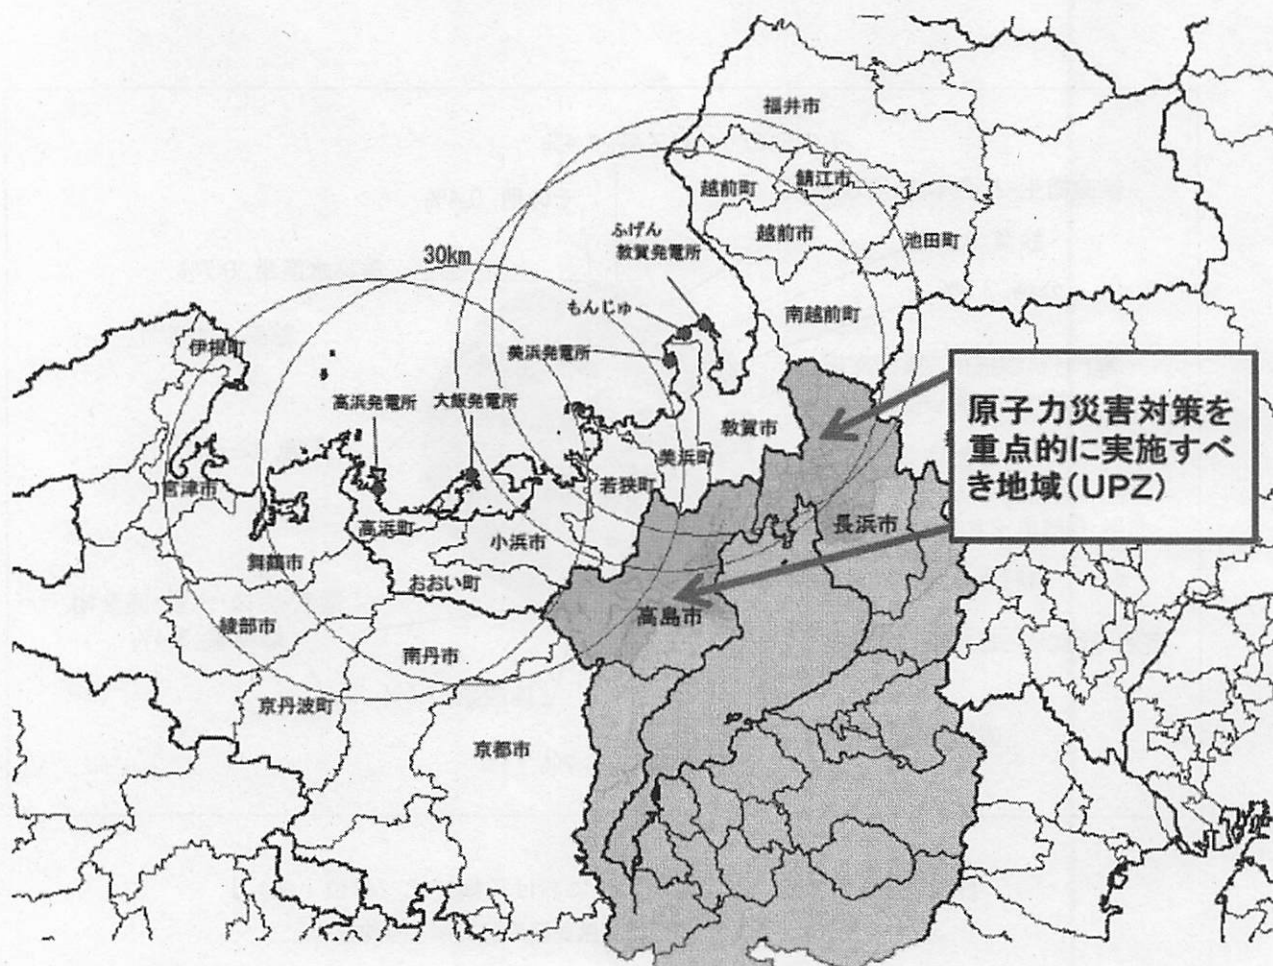 福井市
越前町
鯖江市
ふげん
敦賀発電所
越前市
池田町
30km
もんじゅ
南越前町
伊根町
美浜発電所
高浜発電所
大飯発電所
原子力災害対策を
重点的に実施すべ
き地域(UPZ)
敦賀市
美浜町
宮津市
若狭町
長浜市
高浜町
小浜市
舞鶴市
おおい町
高島市
綾部市
南丹市
京丹波町
京都市